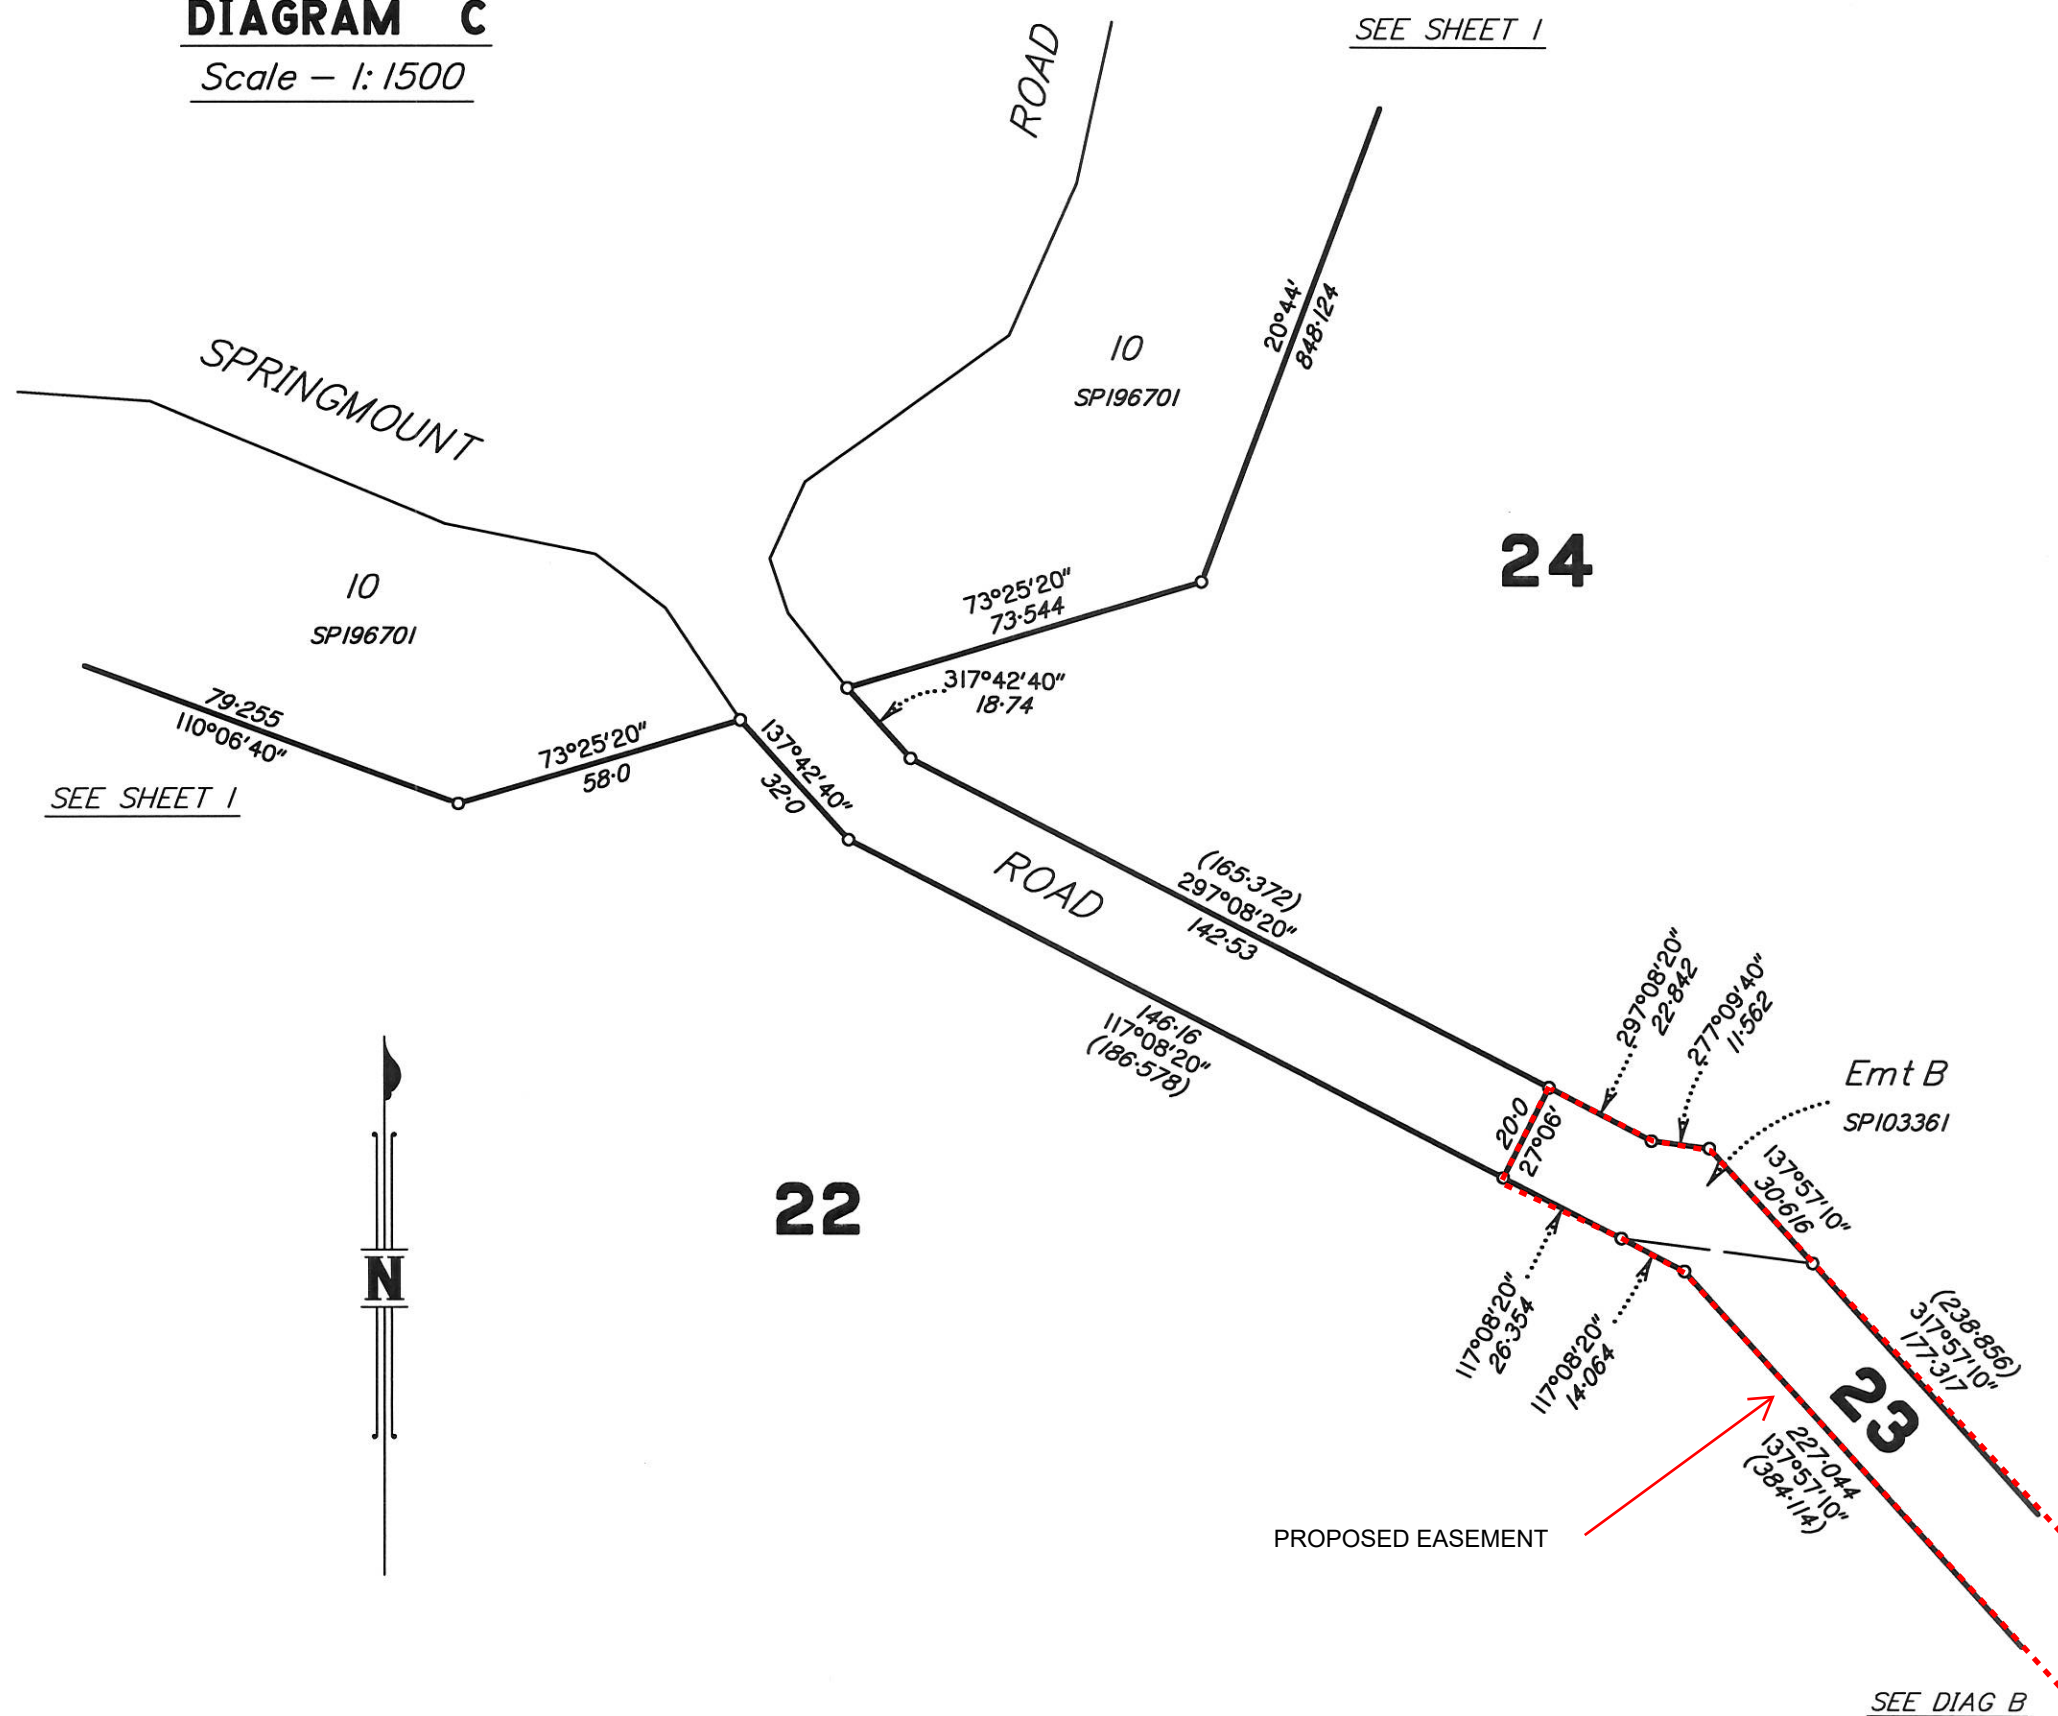 DIAGRAM C
Scale – 1:1500
SEE SHEET 1
ROAD
SPRINGMOUNT
10
SP196701
20°44'
848·124
24
10
SP196701
73°25'20"
73·544
317°42'40"
18·74
79·255
110°06'40"
73°25'20"
58·0
137°42'40"
32·0
SEE SHEET 1
ROAD
(165·372)
297°08'20"
142·53
146·16
117°08'20"
(186·578)
297°08'20"
22·842
277°09'40"
11·562
Emt B
SP103361
20·0
27°06'
137°57'10"
30·616
22
N
117°08'20"
26·354
117°08'20"
14·064
(238·856)
317°57'10"
177·317
23
227·044
137°57'10"
(384·114)
PROPOSED EASEMENT
SEE DIAG B